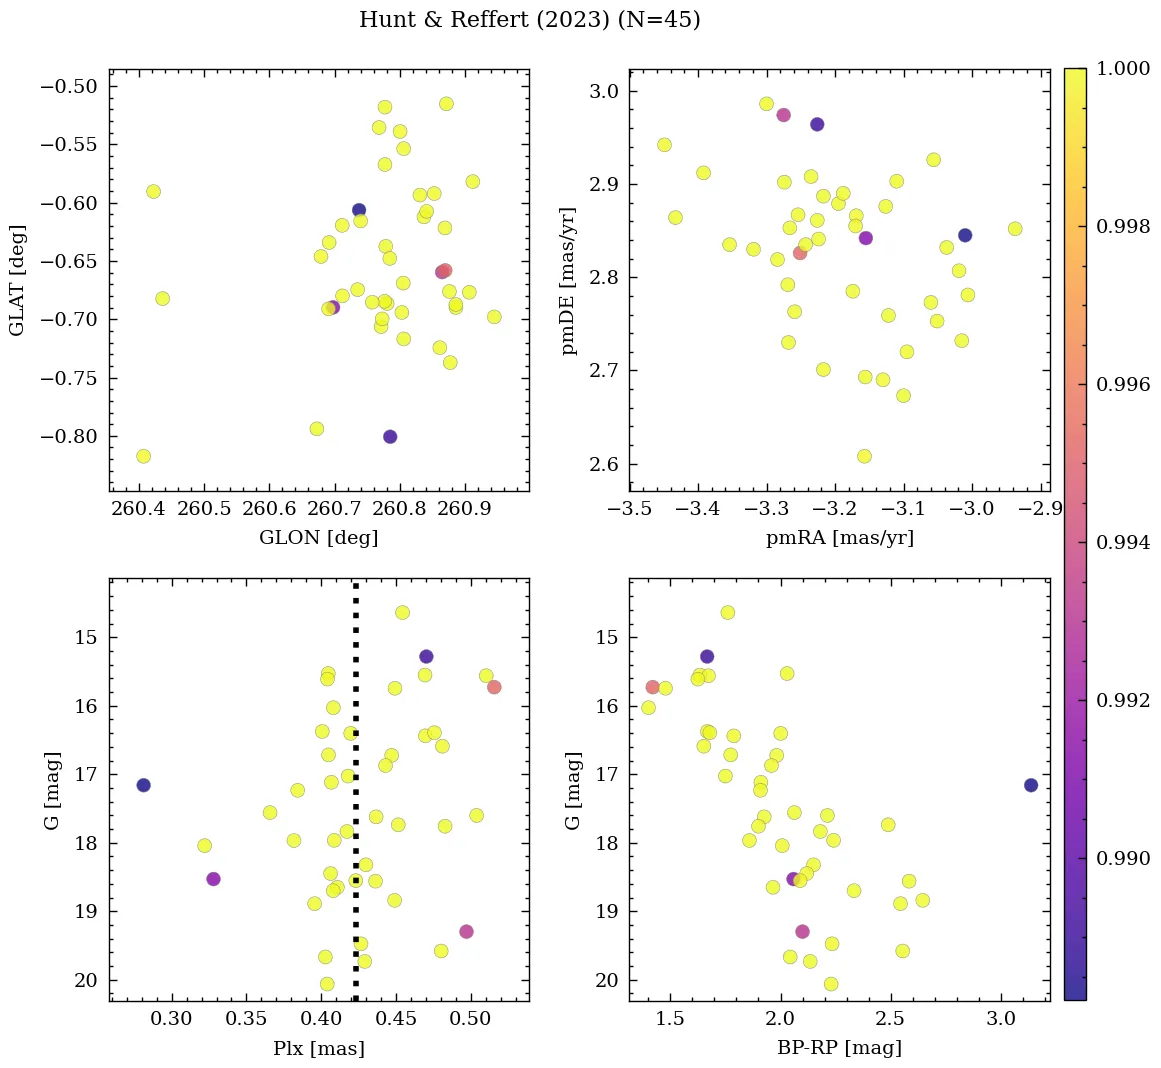 Hunt & Reffert (2023) (N=45)
−0.50
−0.55
−0.60
−0.65
−0.70
−0.75
−0.80
GLAT [deg]
260.4 260.5 260.6 260.7 260.8 260.9
GLON [deg]
3.0
2.9
2.8
2.7
2.6
pmDE [mas/yr]
−3.5 −3.4 −3.3 −3.2 −3.1 −3.0 −2.9
pmRA [mas/yr]
15
16
17
18
19
20
G [mag]
0.30 0.35 0.40 0.45 0.50
Plx [mas]
15
16
17
18
19
20
G [mag]
1.5 2.0 2.5 3.0
BP-RP [mag]
1.000
0.998
0.996
0.994
0.992
0.990